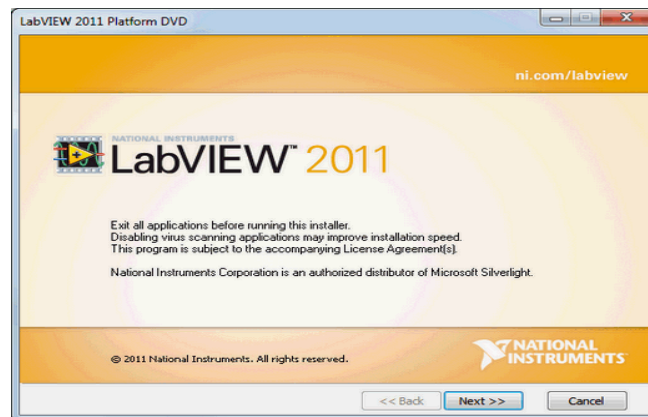 LabVIEW 2011 Platform DVD
ni.com/labview
NATIONAL INSTRUMENTS
LabVIEW™ 2011
Exit all applications before running this installer.
Disabling virus scanning applications may improve installation speed.
This program is subject to the accompanying License Agreement(s).
National Instruments Corporation is an authorized distributor of Microsoft Silverlight.
© 2011 National Instruments. All rights reserved.
NATIONAL
INSTRUMENTS
<< Back
Next >>
Cancel